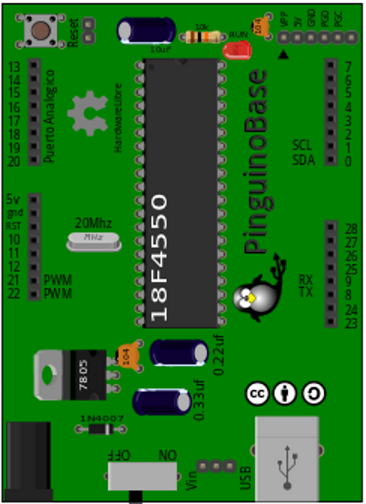 Reset
10uF
10k
RUN
104
VPP
5V
GND
PGD
PGC
13
14
15
16
17
18
19
20
Puerto Analogico
HardwareLibre
7
6
5
4
3
2
1
0
SCL
SDA
PinguinoBase
18F4550
5v
gnd
RST
10
11
12
21 PWM
22 PWM
20Mhz
MHz
28
27
26
25
RX 9
TX 8
24
23
7805
104
0.22uf
0.33uf
1N4007
cc
OFF
ON
Vin
USB